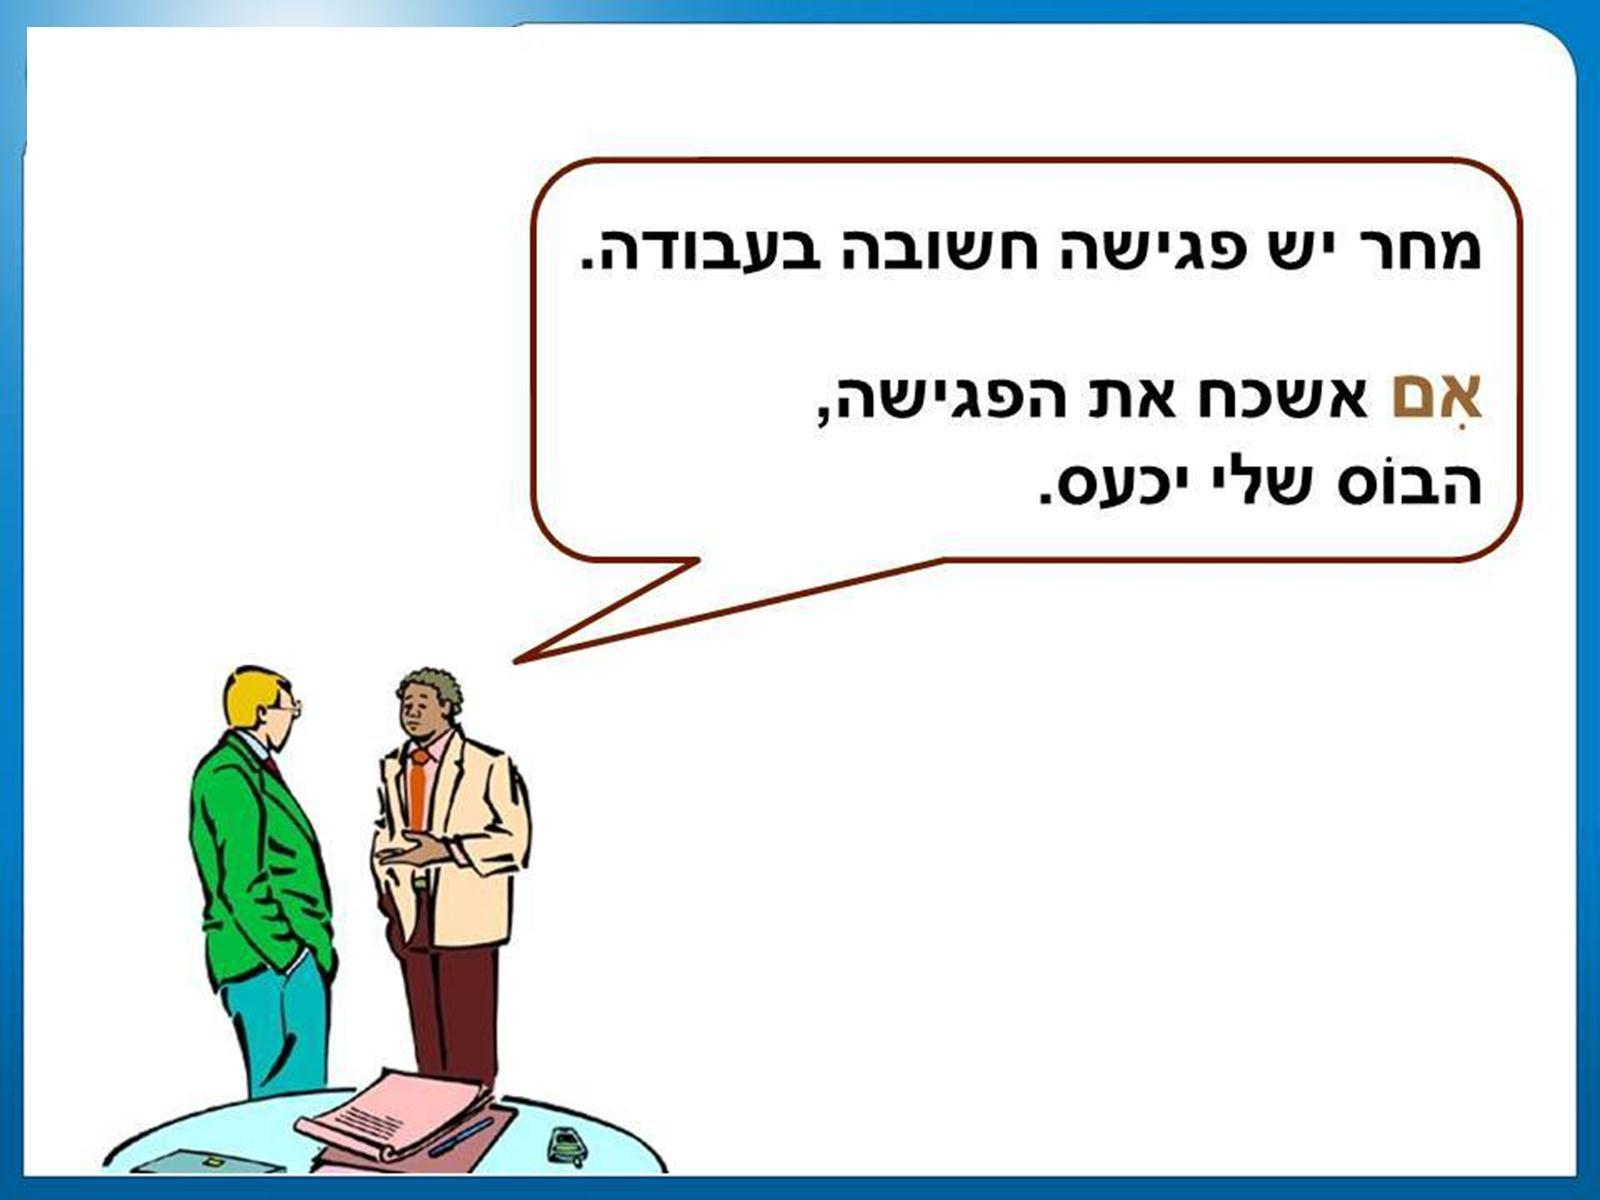 מחר יש פגישה חשובה בעבודה.
אִם אשכח את הפגישה,
הבוֹס שלי יכעס.